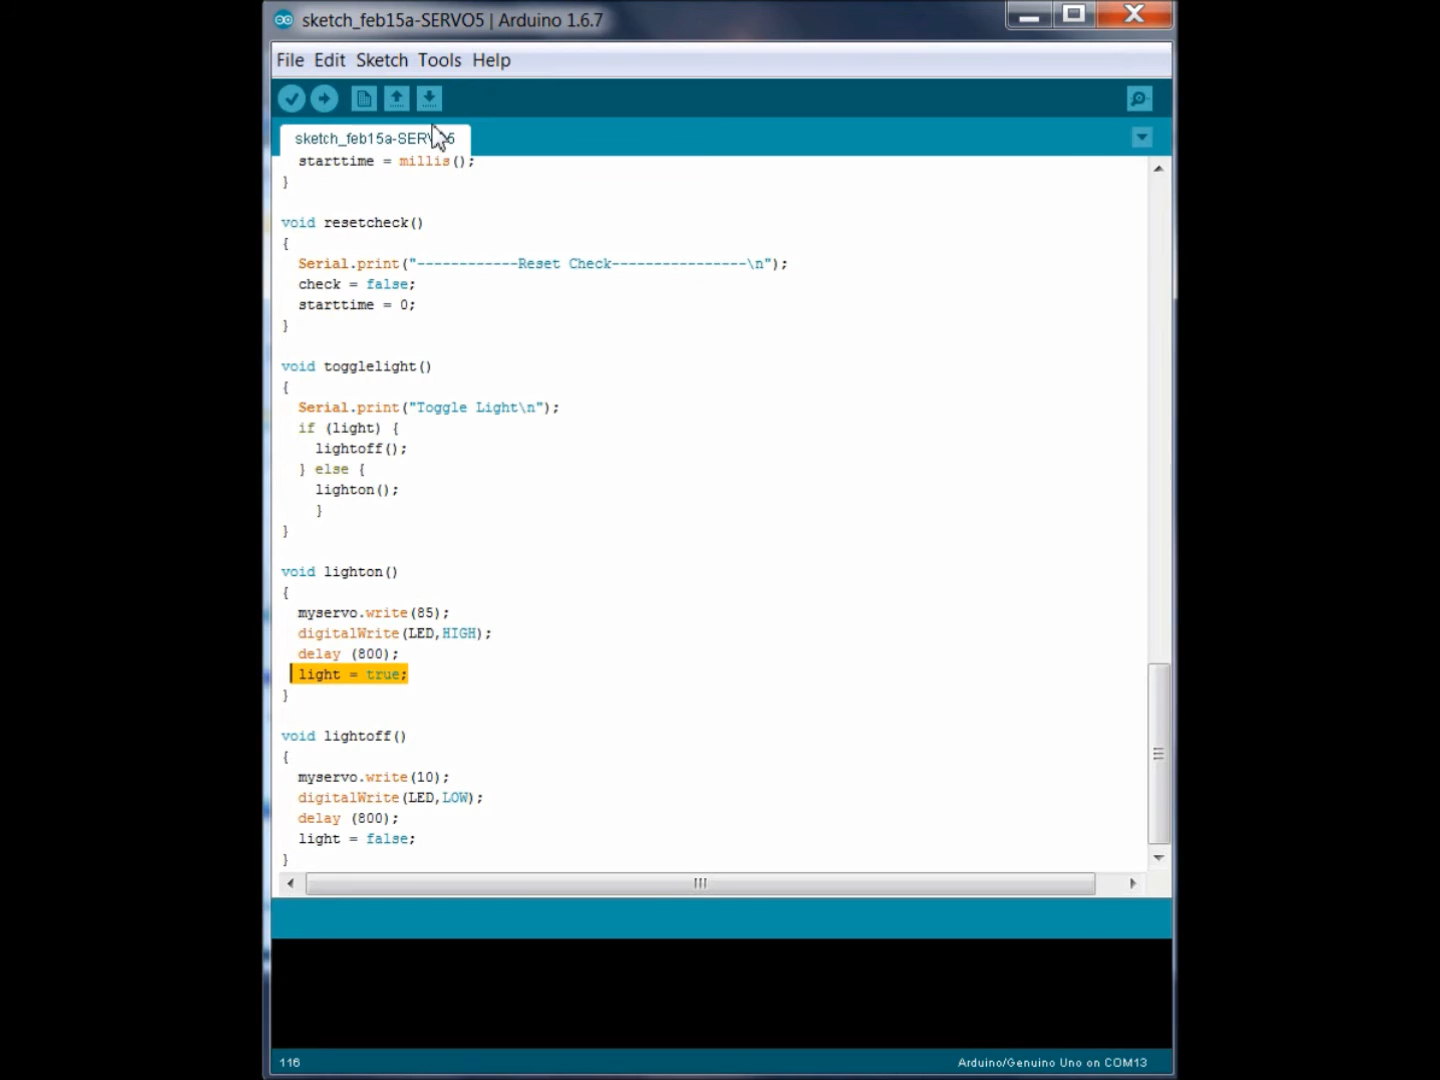 sketch_feb15a-SERVO5 | Arduino 1.6.7
File Edit Sketch Tools Help
sketch_feb15a-SERVO5
starttime = millis();
}
void resetcheck()
{
Serial.print("------------Reset Check----------------\n");
check = false;
starttime = 0;
}
void togglelight()
{
Serial.print("Toggle Light\n");
if (light) {
lightoff();
} else {
lighton();
}
}
void lighton()
{
myservo.write(85);
digitalWrite(LED,HIGH);
delay (800);
light = true;
}
void lightoff()
{
myservo.write(10);
digitalWrite(LED,LOW);
delay (800);
light = false;
}
116
Arduino/Genuino Uno on COM13